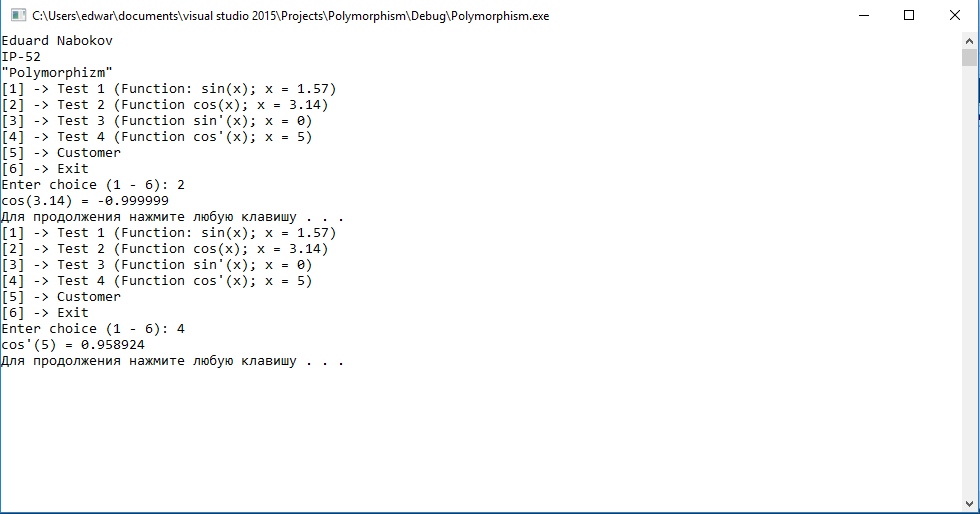 C:\Users\edwar\documents\visual studio 2015\Projects\Polymorphism\Debug\Polymorphism.exe
Eduard Nabokov
IP-52
"Polymorphizm"
[1] -> Test 1 (Function: sin(x); x = 1.57)
[2] -> Test 2 (Function cos(x); x = 3.14)
[3] -> Test 3 (Function sin'(x); x = 0)
[4] -> Test 4 (Function cos'(x); x = 5)
[5] -> Customer
[6] -> Exit
Enter choice (1 - 6): 2
cos(3.14) = -0.999999
Для продолжения нажмите любую клавишу . . .
[1] -> Test 1 (Function: sin(x); x = 1.57)
[2] -> Test 2 (Function cos(x); x = 3.14)
[3] -> Test 3 (Function sin'(x); x = 0)
[4] -> Test 4 (Function cos'(x); x = 5)
[5] -> Customer
[6] -> Exit
Enter choice (1 - 6): 4
cos'(5) = 0.958924
Для продолжения нажмите любую клавишу . . .